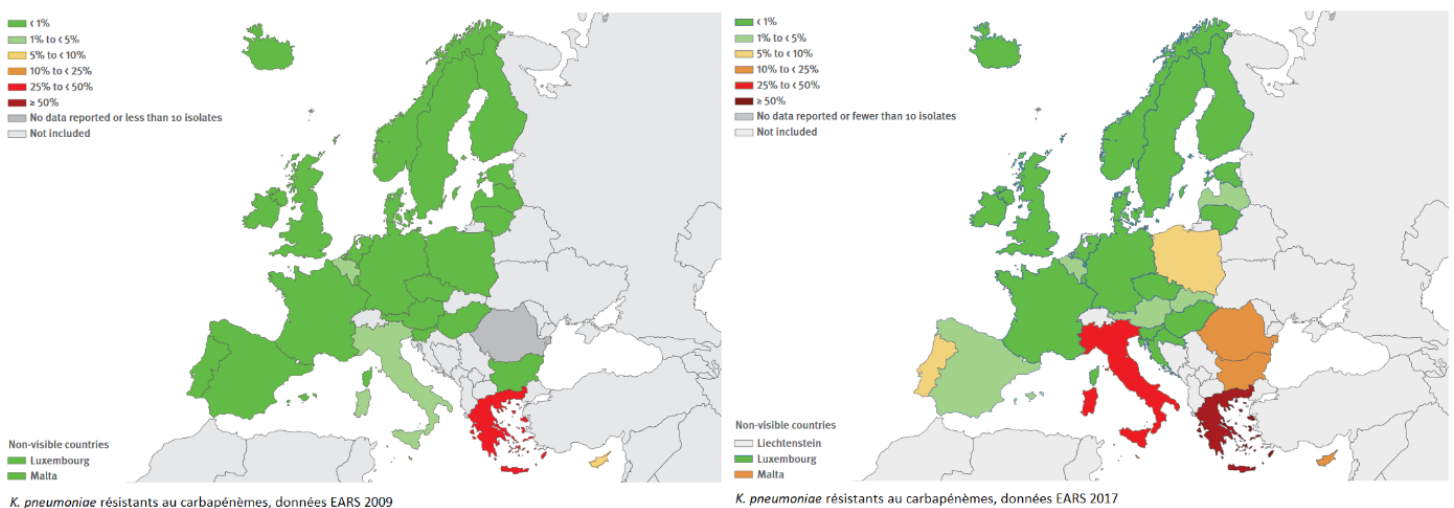 < 1%
1% to < 5%
5% to < 10%
10% to < 25%
25% to < 50%
≥ 50%
No data reported or less than 10 isolates
Not included
Non-visible countries
Luxembourg
Malta
K. pneumoniae résistants au carbapénèmes, données EARS 2009
< 1%
1% to < 5%
5% to < 10%
10% to < 25%
25% to < 50%
≥ 50%
No data reported or fewer than 10 isolates
Not included
Non-visible countries
Liechtenstein
Luxembourg
Malta
K. pneumoniae résistants au carbapénèmes, données EARS 2017